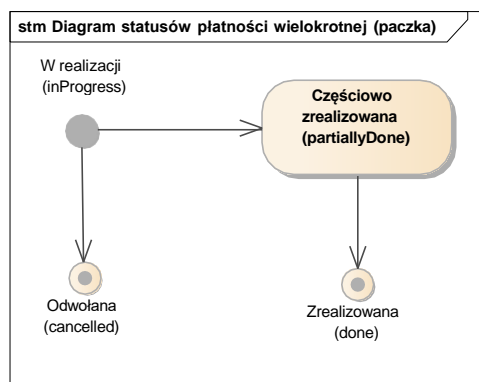 stm Diagram statusów płatności wielokrotnej (paczka)
W realizacji
(inProgress)
Częściowo
zrealizowana
(partiallyDone)
Odwołana
(cancelled)
Zrealizowana
(done)